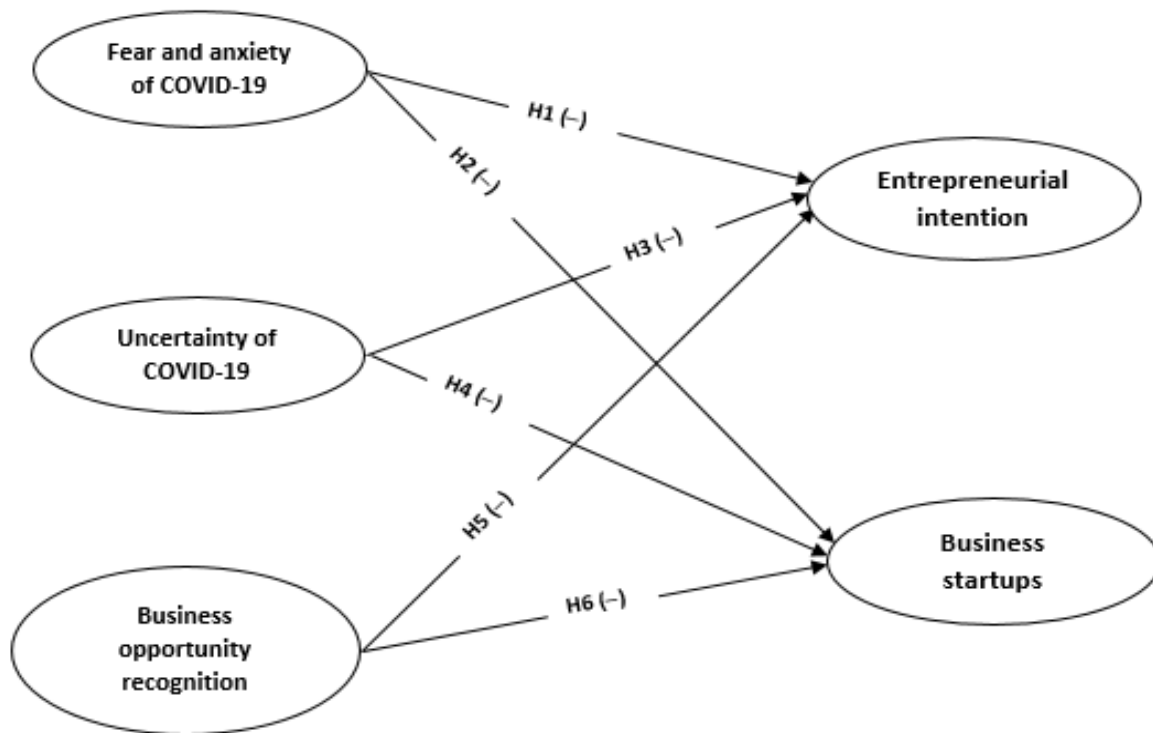 Fear and anxiety
of COVID-19
H1 (–)
H2 (–)
Entrepreneurial
intention
H3 (–)
Uncertainty of
COVID-19
H4 (–)
H5 (–)
Business
startups
H6 (–)
Business
opportunity
recognition